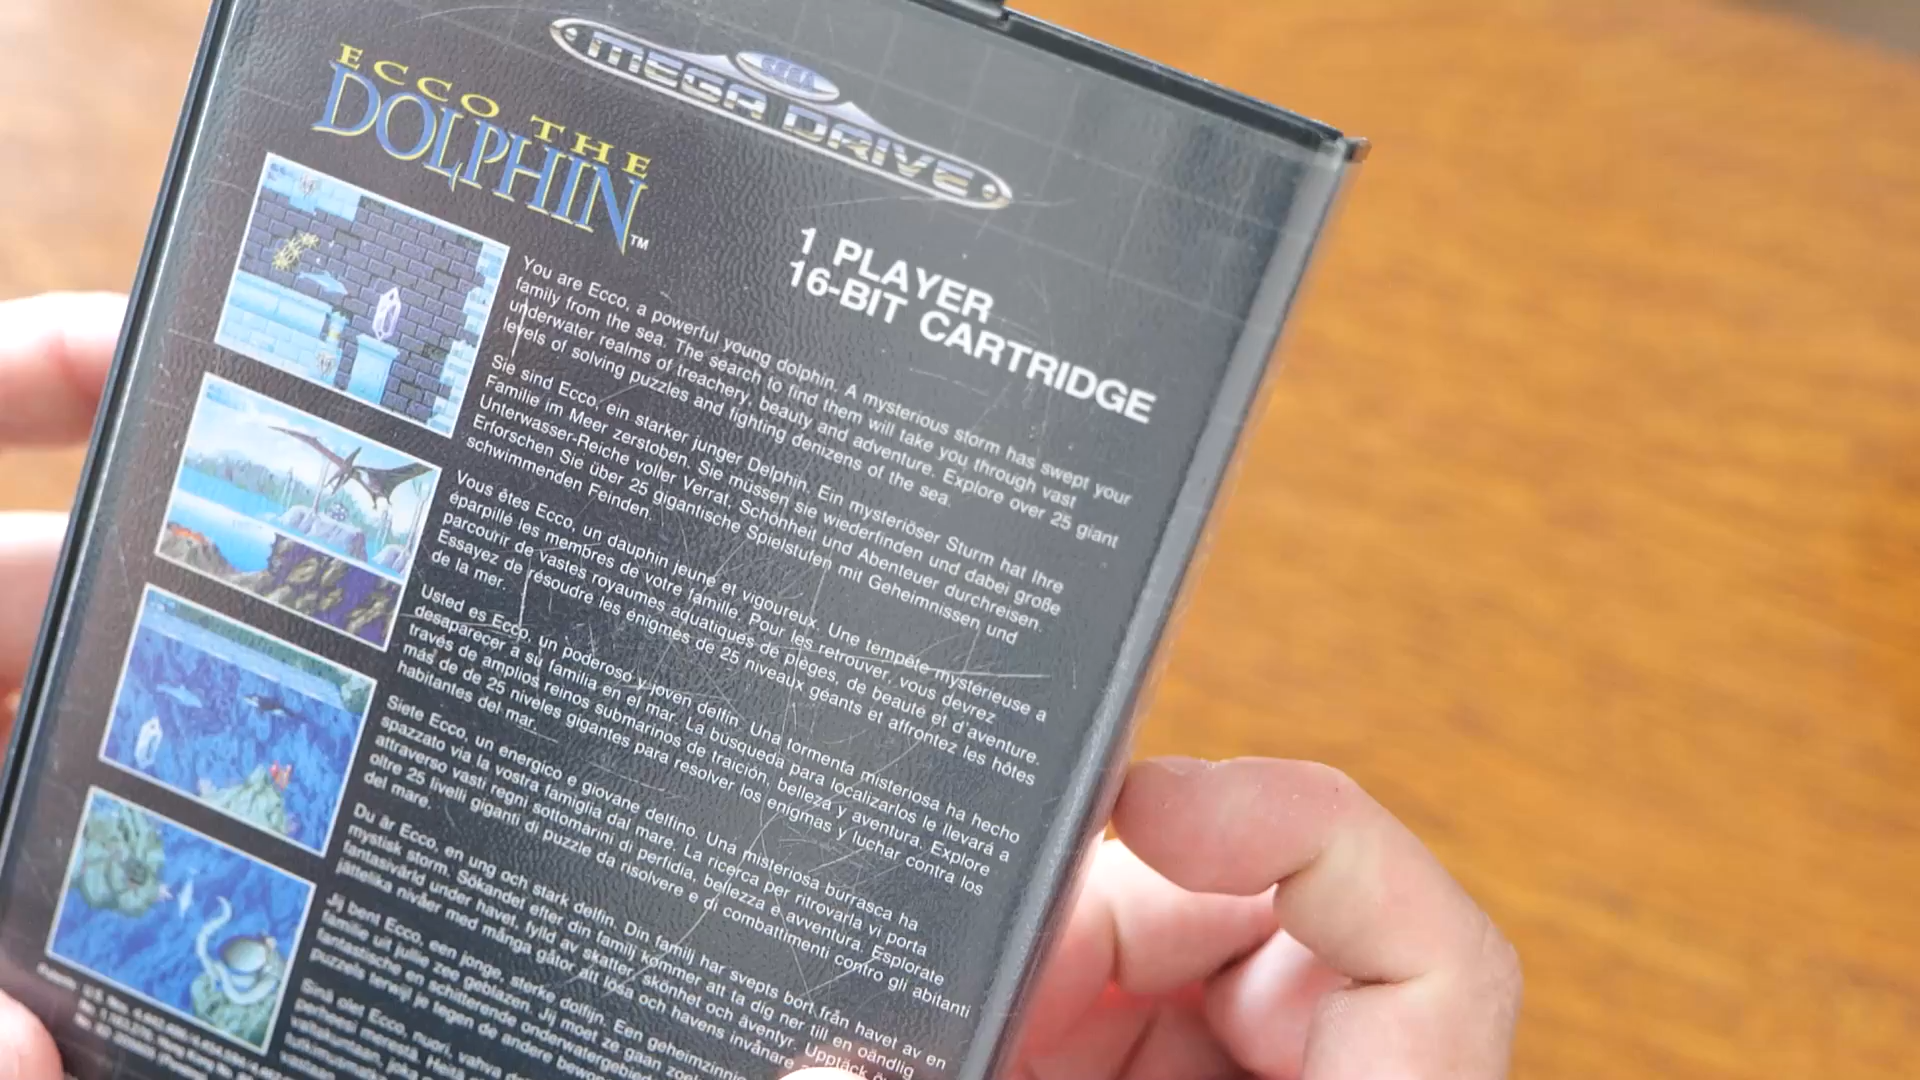 ECCO THE
DOLPHIN™
SEGA
MEGA DRIVE
1 PLAYER
16-BIT CARTRIDGE
You are Ecco, a powerful young dolphin. A mysterious storm has swept your
family from the sea. The search to find them will take you through vast
underwater realms of treachery, beauty and adventure. Explore over 25 giant
levels of solving puzzles and fighting denizens of the sea.
Sie sind Ecco, ein starker junger Delphin. Ein mysteriöser Sturm hat Ihre
Familie im Meer zerstoben. Sie müssen sie wiederfinden und dabei große
Unterwasser-Reiche voller Verrat, Schönheit und Abenteuer durchreisen.
Erforschen Sie über 25 gigantische Spielstufen mit Geheimnissen und
schwimmenden Feinden.
Vous êtes Ecco, un dauphin jeune et vigoureux. Une tempête mystérieuse a
éparpillé les membres de votre famille. Pour les retrouver, vous devrez
parcourir de vastes royaumes aquatiques de pièges, de beauté et d'aventure.
Essayez de résoudre les énigmes de 25 niveaux géants et affrontez les hôtes
de la mer.
Usted es Ecco, un poderoso y joven delfín. Una tormenta misteriosa ha hecho
desaparecer a su familia en el mar. La búsqueda para localizarlos le llevará a
través de amplios reinos submarinos de traición, belleza y aventura. Explore
más de 25 niveles gigantes para resolver los enigmas y luchar contra los
habitantes del mar.
Siete Ecco, un energico e giovane delfino. Una misteriosa burrasca ha
spazzato via la vostra famiglia dal mare. La ricerca per ritrovarla vi porta
attraverso vasti regni sottomarini di perfidia, bellezza e avventura. Esplorate
oltre 25 livelli giganti di puzzle da risolvere e di combattimenti contro gli abitanti
del mare.
Du är Ecco, en ung och stark delfin. Din familj har svepts bort från havet av en
mystisk storm. Sökandet efter din familj kommer att ta dig ner till en oändlig
fantasivärld under havet, fylld av skatter, skönhet och äventyr. Upptäck
jättelika nivåer med många gåtor att lösa och havens invånare
Jij bent Ecco, een jonge, sterke dolfijn. Een geheimzinnige
familie uit jullie zee geblazen. Jij moet ze gaan
fantastische en schitterende onderwatergebied
puzzels terwijl je tegen de andere
Sinä olet Ecco, nuori, vahva
perheesi merestä. Heitä
valtakuntaan, joka